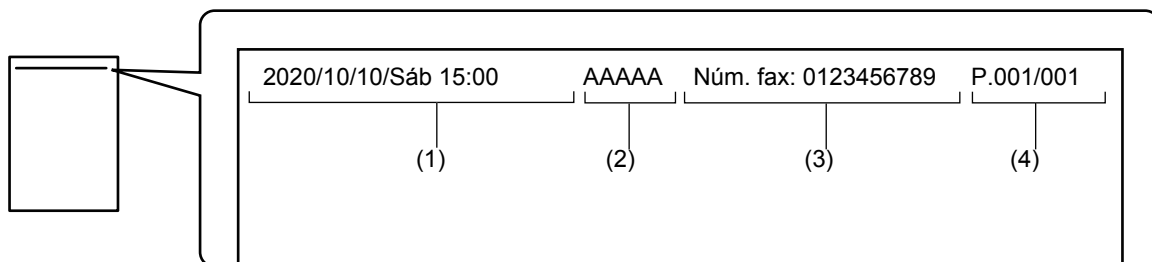 2020/10/10/Sáb 15:00 AAAAA Núm. fax: 0123456789 P.001/001
(1) (2) (3) (4)